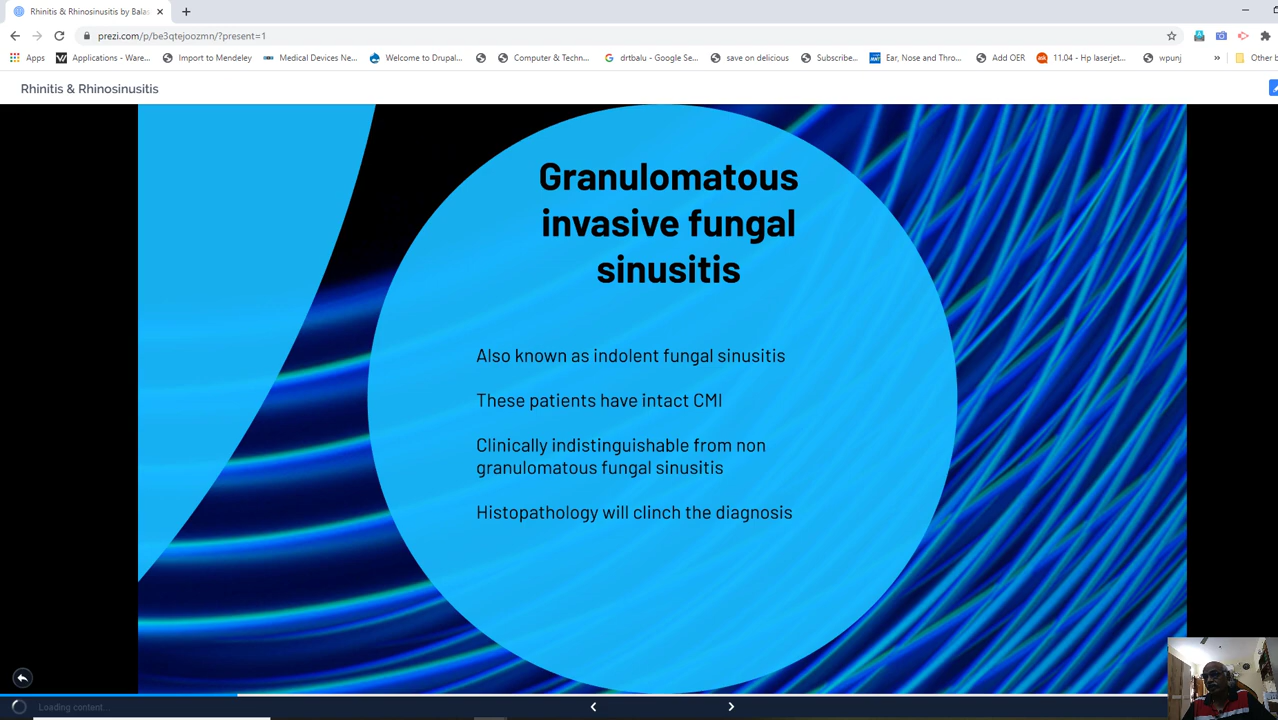 Rhinitis & Rhinosinusitis by Balas
prezi.com/p/be3qtejoozmn/?present=1
Apps Applications - Ware... Import to Mendeley Medical Devices Ne... Welcome to Drupal... Computer & Techn... drtbalu - Google Se... save on delicious Subscribe... Ear, Nose and Thro... Add OER 11.04 - Hp laserjet... wpunj » Other b
Rhinitis & Rhinosinusitis
Granulomatous
invasive fungal
sinusitis
Also known as indolent fungal sinusitis
These patients have intact CMI
Clinically indistinguishable from non
granulomatous fungal sinusitis
Histopathology will clinch the diagnosis
Loading content...